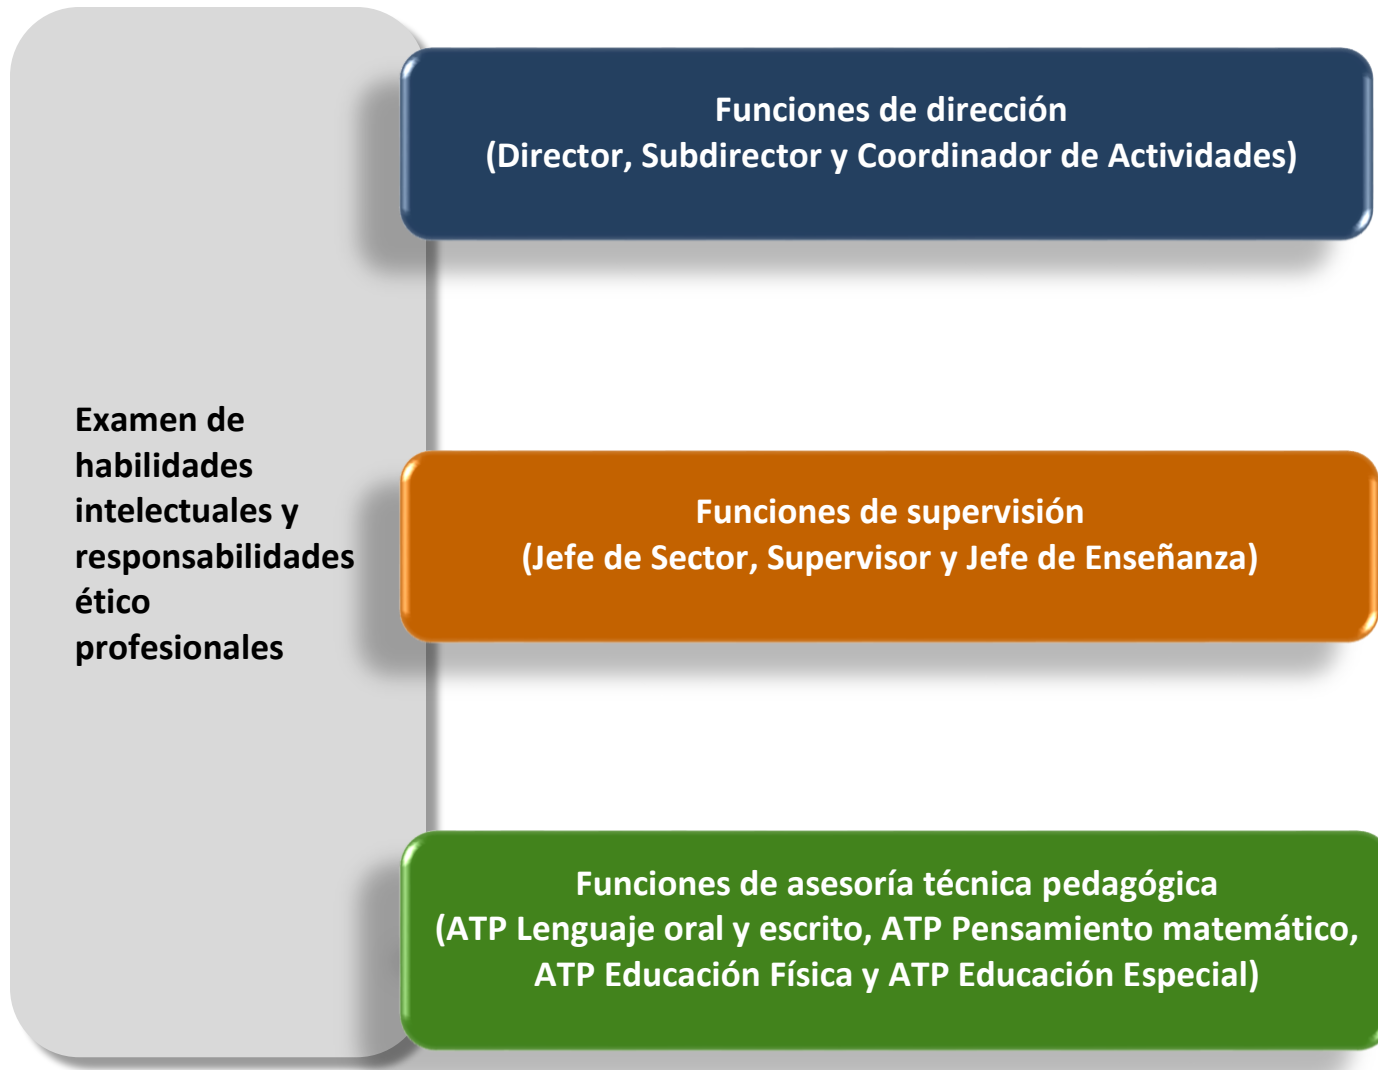 Examen de
habilidades
intelectuales y
responsabilidades
ético
profesionales
Funciones de dirección
(Director, Subdirector y Coordinador de Actividades)
Funciones de supervisión
(Jefe de Sector, Supervisor y Jefe de Enseñanza)
Funciones de asesoría técnica pedagógica
(ATP Lenguaje oral y escrito, ATP Pensamiento matemático,
ATP Educación Física y ATP Educación Especial)